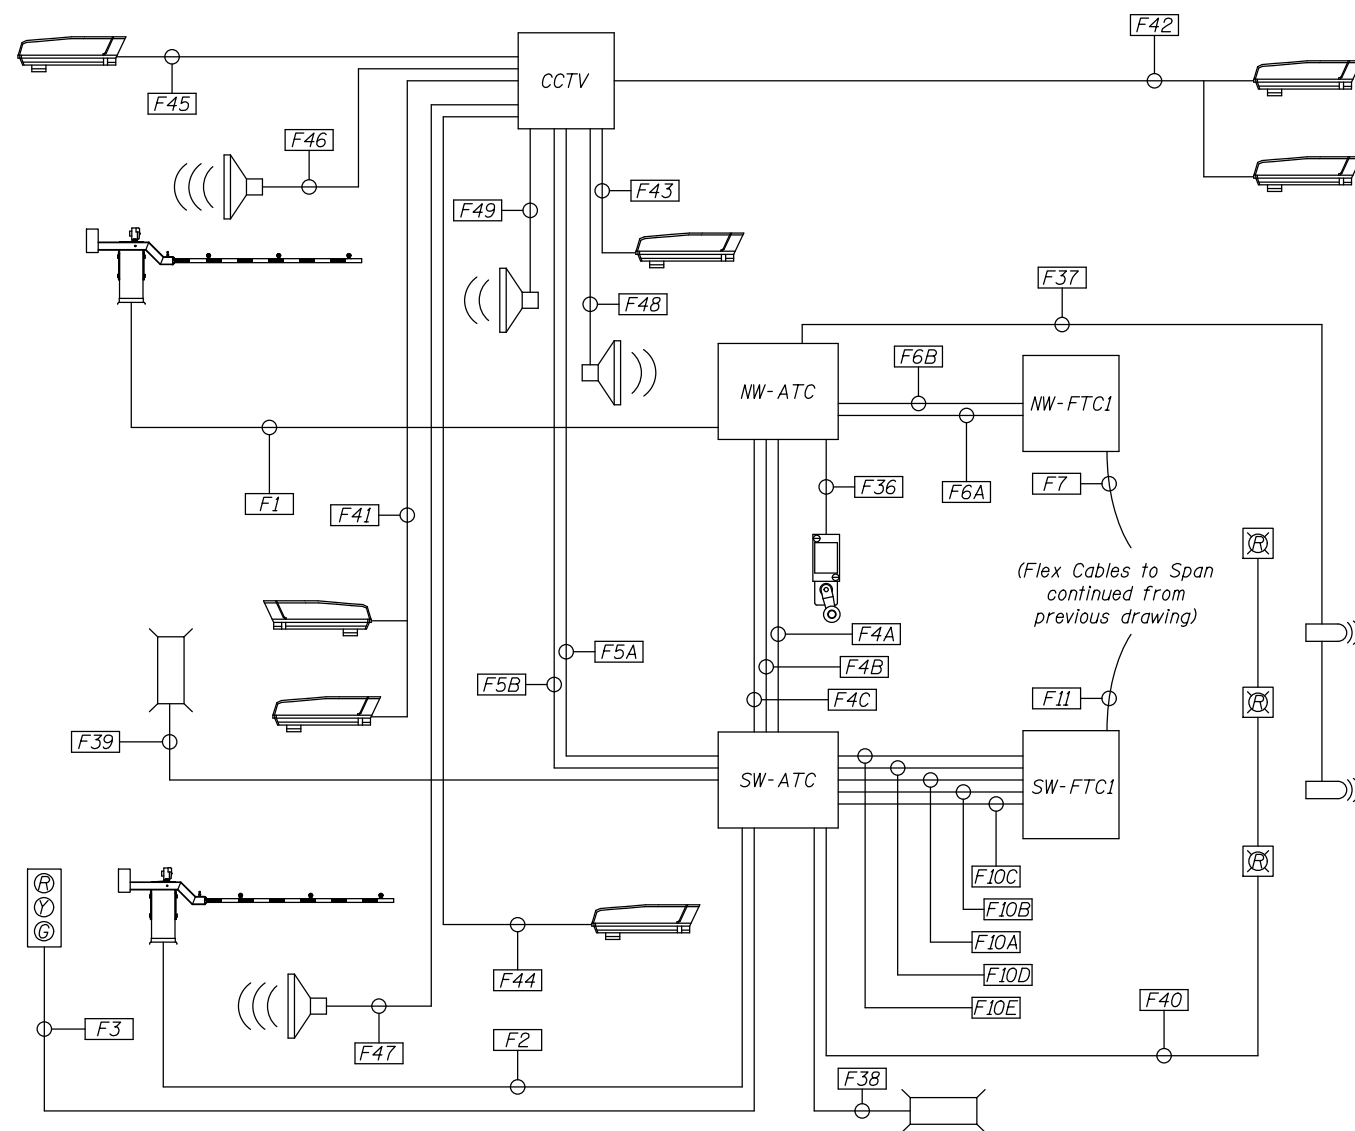 F42
CCTV
F45
F46
F43
F49
F37
F48
F6B
NW-ATC
NW-FTC1
F7
F36
F6A
F1
F41
R
(Flex Cables to Span
continued from
previous drawing)
F4A
F5A
F4B
F5B
F4C
F11
R
F39
SW-ATC
SW-FTC1
R
F10C
R
Y
G
F10B
F10A
F44
F10D
F40
F10E
F3
F2
F47
F38